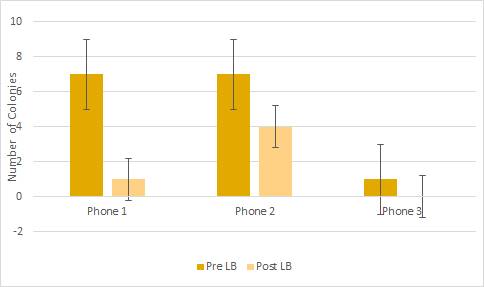 10
8
6
4
2
0
-2
Number of Colonies
Phone 1
Phone 2
Phone 3
Pre LB
Post LB